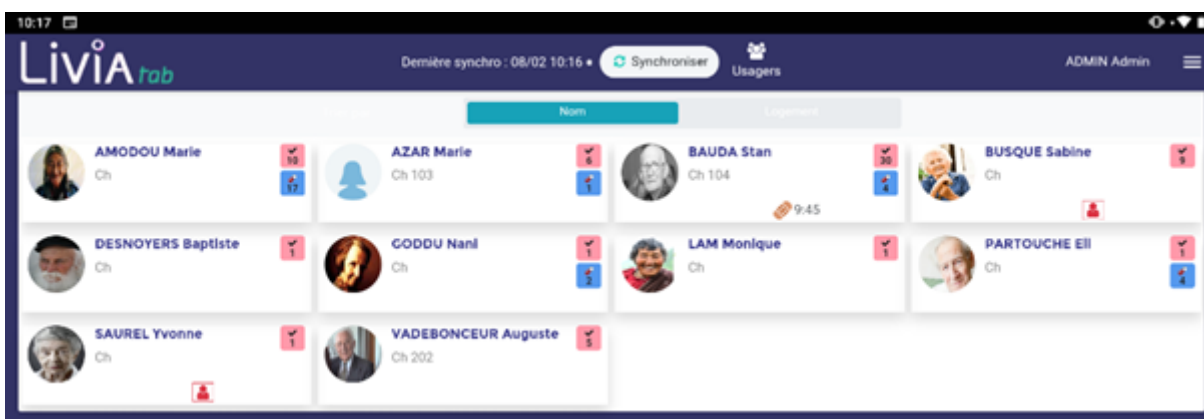 10:17
LiViA tab
Dernière synchro : 08/02 10:16 • Synchroniser
Usagers
ADMIN Admin
Nom Logement
AMODOU Marie
Ch
10
17
AZAR Marie
Ch 103
6
1
BAUDA Stan
Ch 104
30
4
9:45
BUSQUE Sabine
Ch
9
DESNOYERS Baptiste
Ch
1
GODDU Nani
Ch
1
2
LAM Monique
Ch
1
PARTOUCHE Eli
Ch
1
4
SAUREL Yvonne
Ch
1
VADEBONCEUR Auguste
Ch 202
5